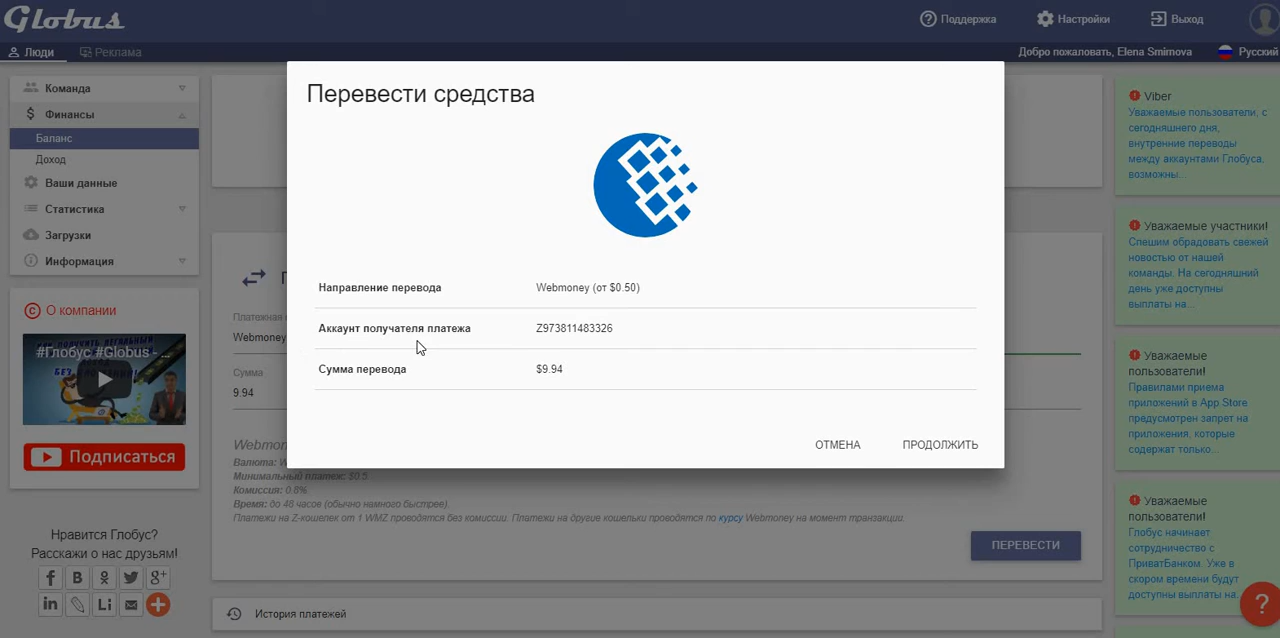 Globus
Поддержка
Настройки
Выход
Люди
Реклама
Добро пожаловать, Elena Smirnova
Русский
Команда
Финансы
Баланс
Доход
Ваши данные
Статистика
Загрузки
Информация
О компании
#Глобус #Globus - ...
Подписаться
Нравится Глобус?
Расскажи о нас друзьям!
Перевести средства
Направление перевода
Webmoney (от $0.50)
Аккаунт получателя платежа
Z973811483326
Сумма перевода
$9.94
ОТМЕНА
ПРОДОЛЖИТЬ
Платежная
Webmoney
Сумма
9.94
Webmoney
Валюта:
Минимальный платеж: $0.5
Комиссия: 0.8%
Время: до 48 часов (обычно намного быстрее).
Платежи на Z-кошелек от 1 WMZ проводятся без комиссии. Платежи на другие кошельки проводятся по курсу Webmoney на момент транзакции.
ПЕРЕВЕСТИ
История платежей
Viber
Уважаемые пользователи, с
сегодняшнего дня,
внутренние переводы
между аккаунтами Глобуса,
возможны...
Уважаемые участники!
Спешим обрадовать свежей
новостью от нашей
команды. На сегодняшний
день уже доступны
выплаты на...
Уважаемые
пользователи!
Правилами приема
приложений в App Store
предусмотрен запрет на
приложения, которые
содержат только...
Уважаемые
пользователи!
Глобус начинает
сотрудничество с
ПриватБанком. Уже в
скором времени будут
доступны выплаты на...
?